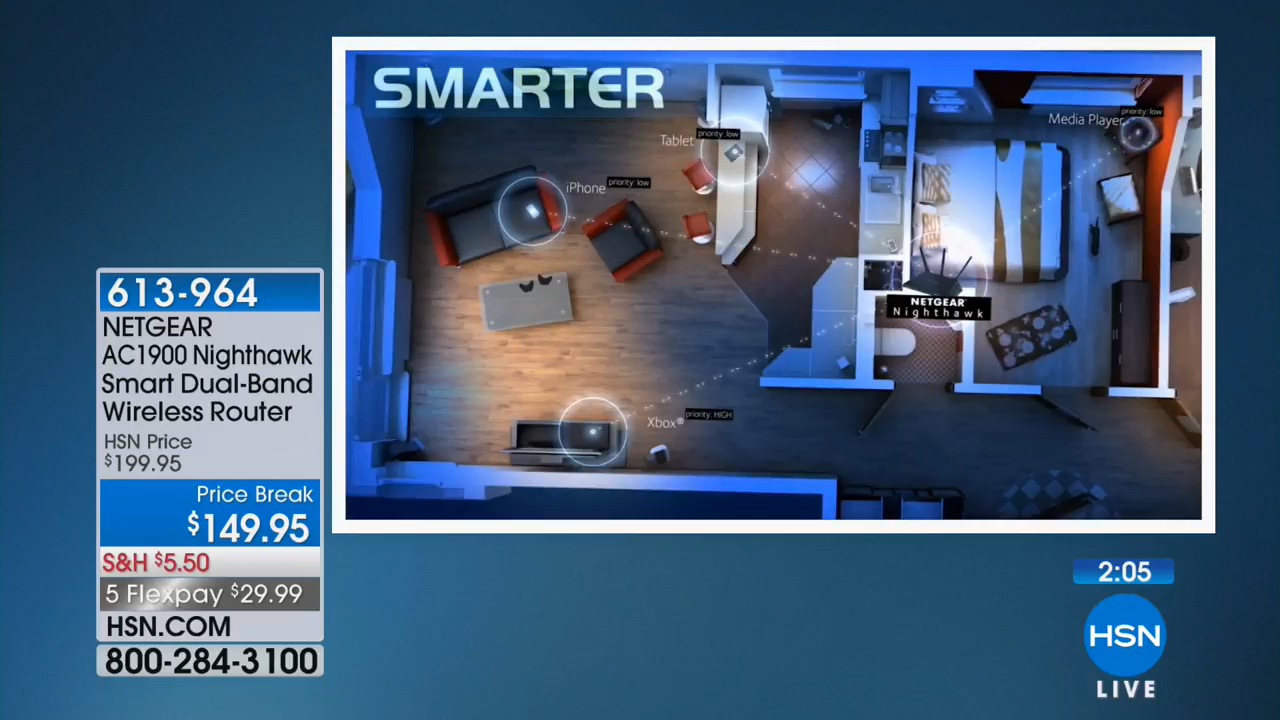 SMARTER
Media Player
priority: low
Tablet
priority: low
iPhone
priority: low
NETGEAR
Nighthawk
Xbox®
priority: HIGH
613-964
NETGEAR
AC1900 Nighthawk
Smart Dual-Band
Wireless Router
HSN Price
$199.95
Price Break
$149.95
S&H $5.50
5 Flexpay $29.99
HSN.COM
800-284-3100
2:05
HSN
LIVE